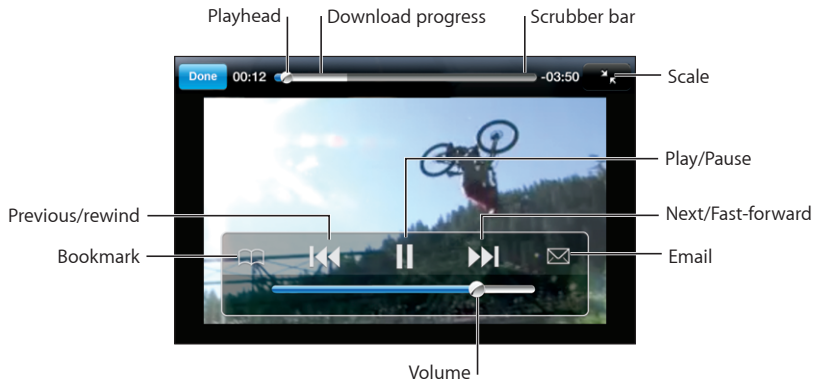 Playhead
Download progress
Scrubber bar
Done 00:12 -03:50
Scale
Play/Pause
Previous/rewind
Next/Fast-forward
Bookmark
Email
Volume